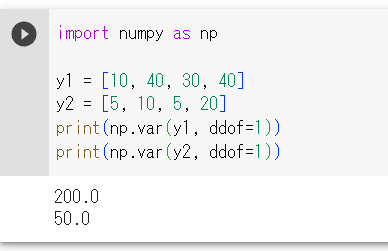 import numpy as np
y1 = [10, 40, 30, 40]
y2 = [5, 10, 5, 20]
print(np.var(y1, ddof=1))
print(np.var(y2, ddof=1))
200.0
50.0